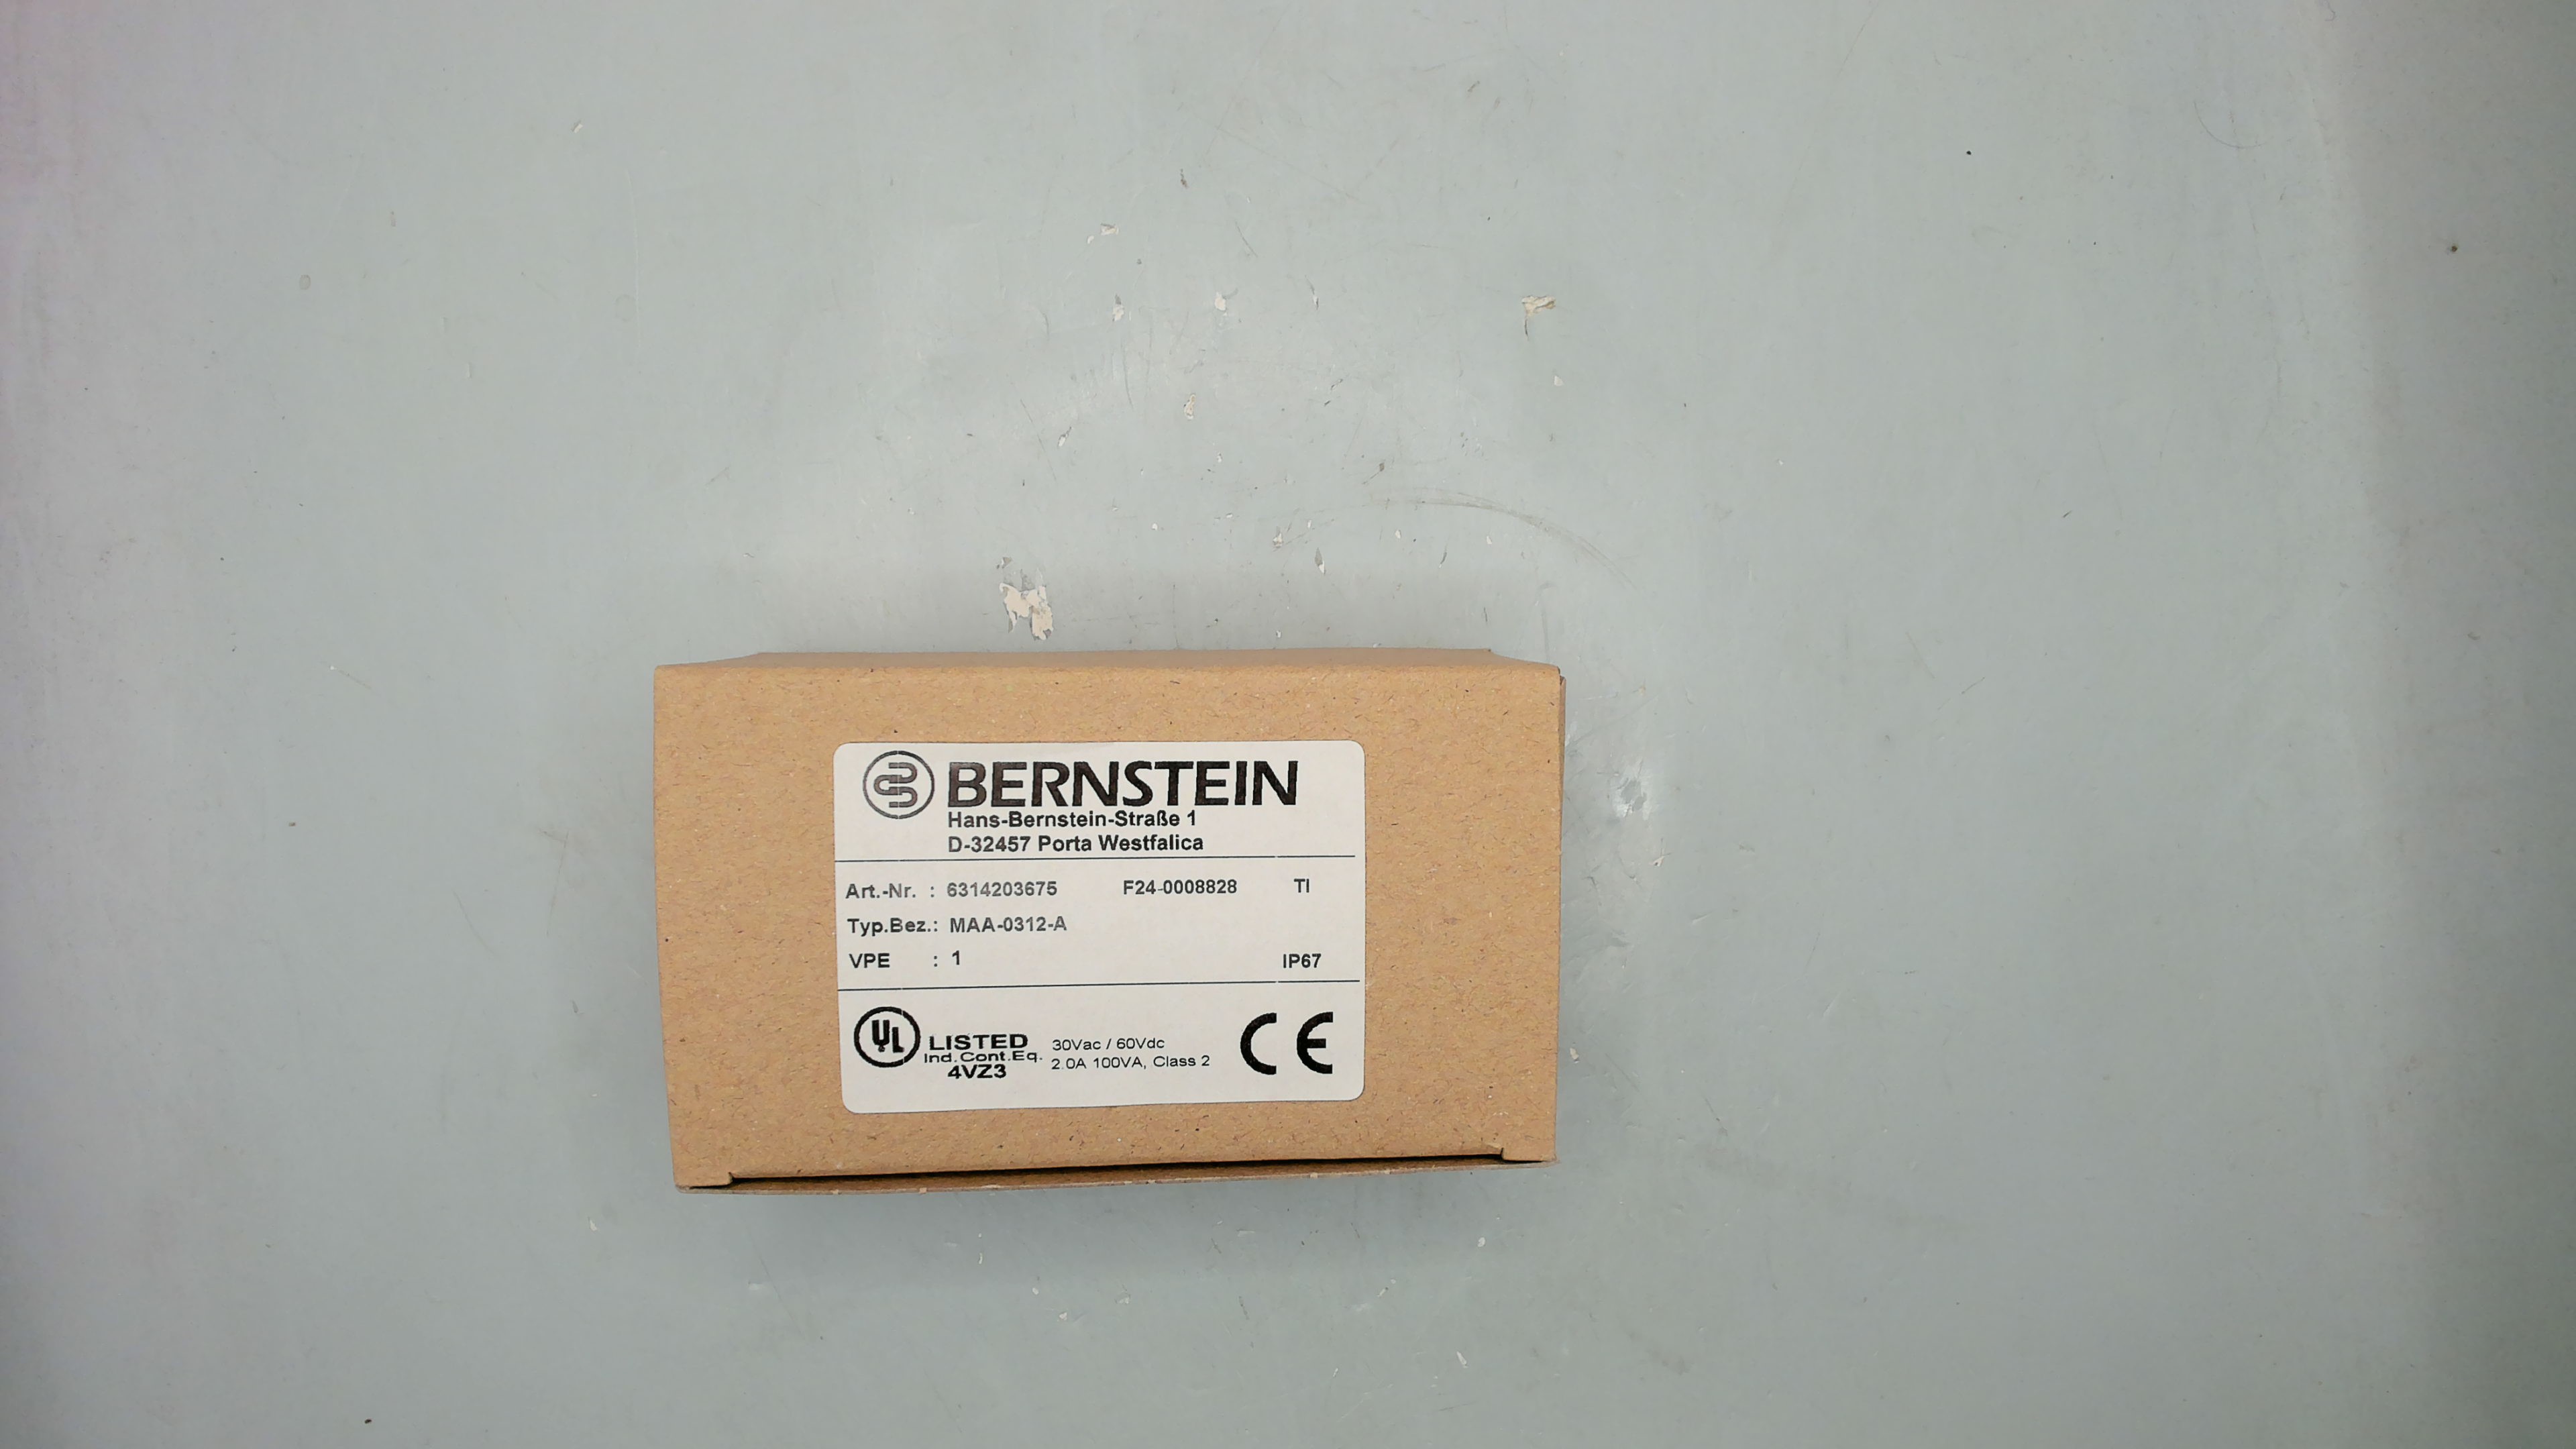 BERNSTEIN
Hans-Bernstein-Straße 1
D-32457 Porta Westfalica
Art.-Nr. : 6314203675 F24-0008828 TI
Typ.Bez.: MAA-0312-A
VPE : 1 IP67
UL LISTED 30Vac / 60Vdc CE
Ind.Cont.Eq. 2.0A 100VA, Class 2
4VZ3